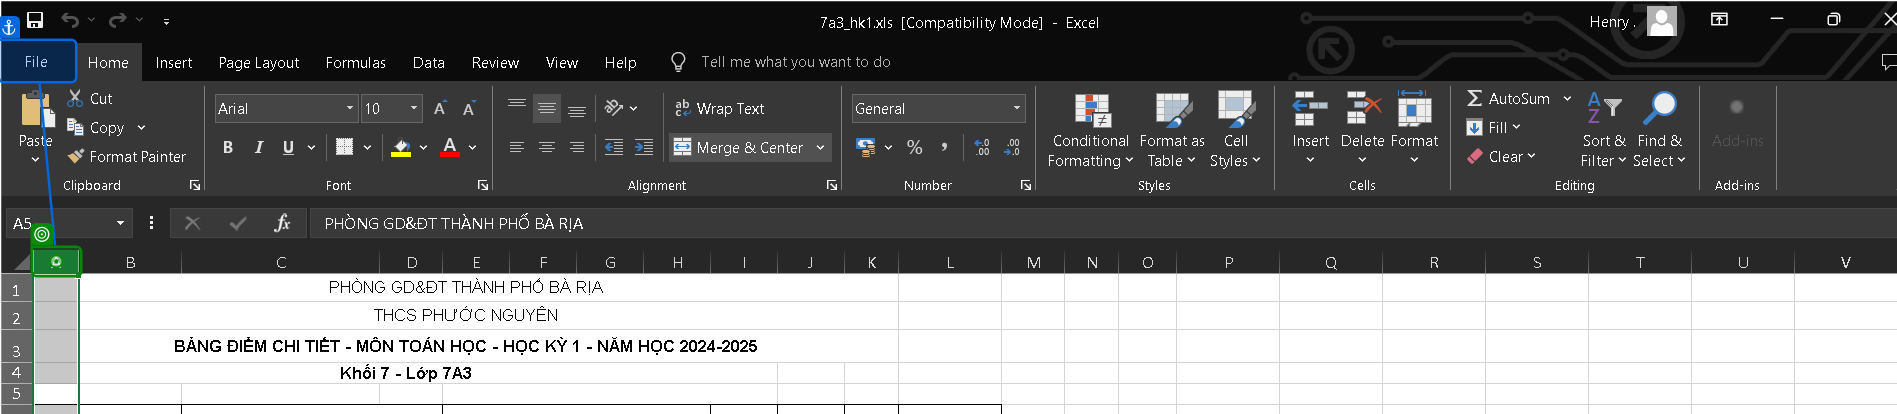 7a3_hk1.xls [Compatibility Mode] - Excel
Henry .
File Home Insert Page Layout Formulas Data Review View Help Tell me what you want to do
Paste
Cut
Copy
Format Painter
Clipboard
Arial 10
B I U A
Font
ab Wrap Text
Merge & Center
Alignment
General
% ,
Number
Conditional Formatting
Format as Table
Cell Styles
Styles
Insert Delete Format
Cells
AutoSum
Fill
Clear
Sort & Filter
Find & Select
Editing
Add-ins
Add-ins
A5 fx PHÒNG GD&ĐT THÀNH PHỐ BÀ RỊA
B C D E F G H I J K L M N O P Q R S T U V
1 PHÒNG GD&ĐT THÀNH PHỐ BÀ RỊA
2 THCS PHƯỚC NGUYÊN
3 BẢNG ĐIỂM CHI TIẾT - MÔN TOÁN HỌC - HỌC KỲ 1 - NĂM HỌC 2024-2025
4 Khối 7 - Lớp 7A3
5